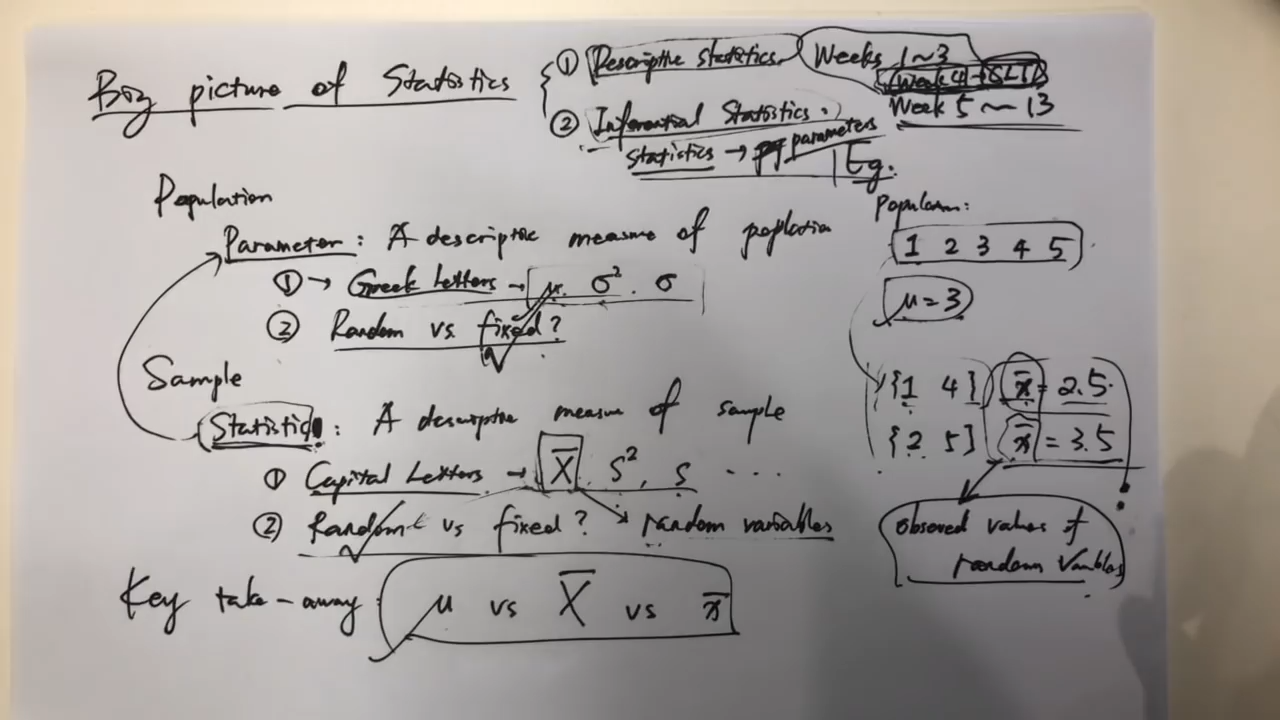 Big picture of Statistics
① Descriptive statistics. Weeks 1~3
Week 4 → CLT
② Inferential Statistics. Week 5 ~ 13
Statistics → parameters
Eg.
Population
Parameter : A descriptive measure of popolation
① → Greek Letters → μ. σ². σ
② Random vs fixed?
Sample
Statistic : A descriptive measure of sample
① Capital Letters → X̄. S², S ...
② Random vs fixed? → random variables
Key take-away : μ vs X̄ vs x̄
Population:
1 2 3 4 5
μ = 3
{1 4} x̄ = 2.5
{2 5} x̄ = 3.5
observed values of
random variables